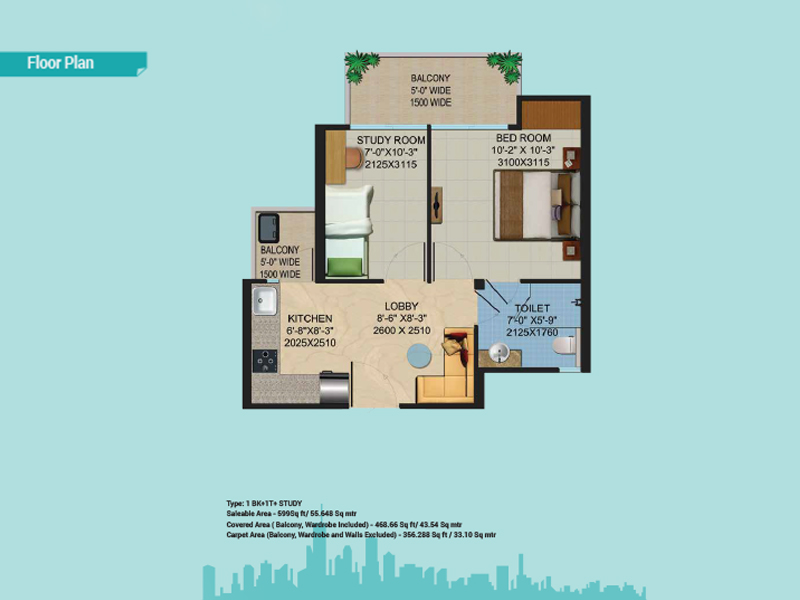 Floor Plan
BALCONY
5'-0" WIDE
1500 WIDE
STUDY ROOM
7'-0"X10'-3"
2125X3115
BED ROOM
10'-2" X 10'-3"
3100X3115
BALCONY
5'-0" WIDE
1500 WIDE
KITCHEN
6'-8"X8'-3"
2025X2510
LOBBY
8'-6" X8'-3"
2600 X 2510
TOILET
7'-0" X5'-9"
2125X1760
Type: 1 BK+1T+ STUDY
Saleable Area - 599Sq ft/ 55.648 Sq mtr
Covered Area ( Balcony, Wardrobe Included) - 468.66 Sq ft/ 43.54 Sq mtr
Carpet Area (Balcony, Wardrobe and Walls Excluded) - 356.288 Sq ft / 33.10 Sq mtr